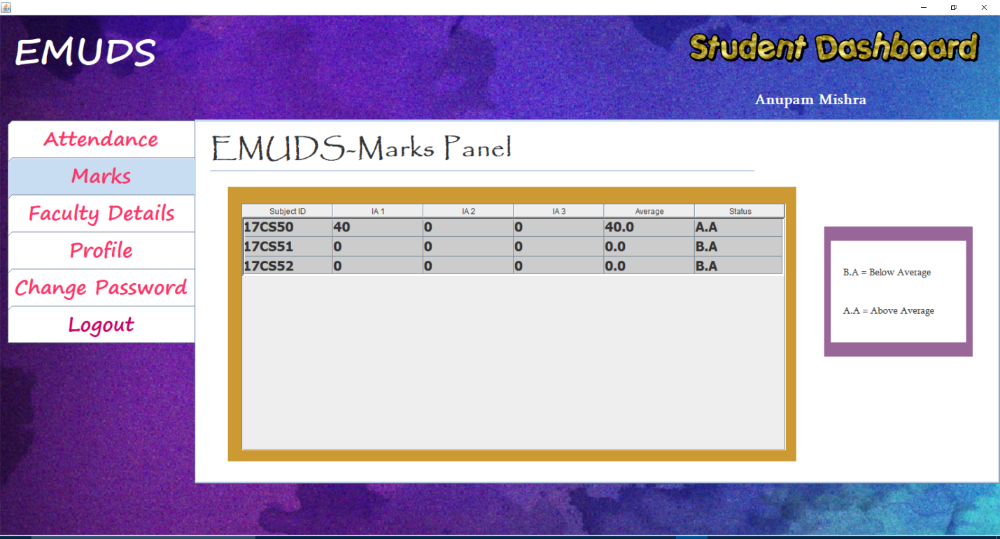 EMUDS
Student Dashboard
Anupam Mishra
Attendance
Marks
Faculty Details
Profile
Change Password
Logout
EMUDS-Marks Panel
Subject ID IA 1 IA 2 IA 3 Average Status
17CS50 40 0 0 40.0 A.A
17CS51 0 0 0 0.0 B.A
17CS52 0 0 0 0.0 B.A
B.A = Below Average
A.A = Above Average